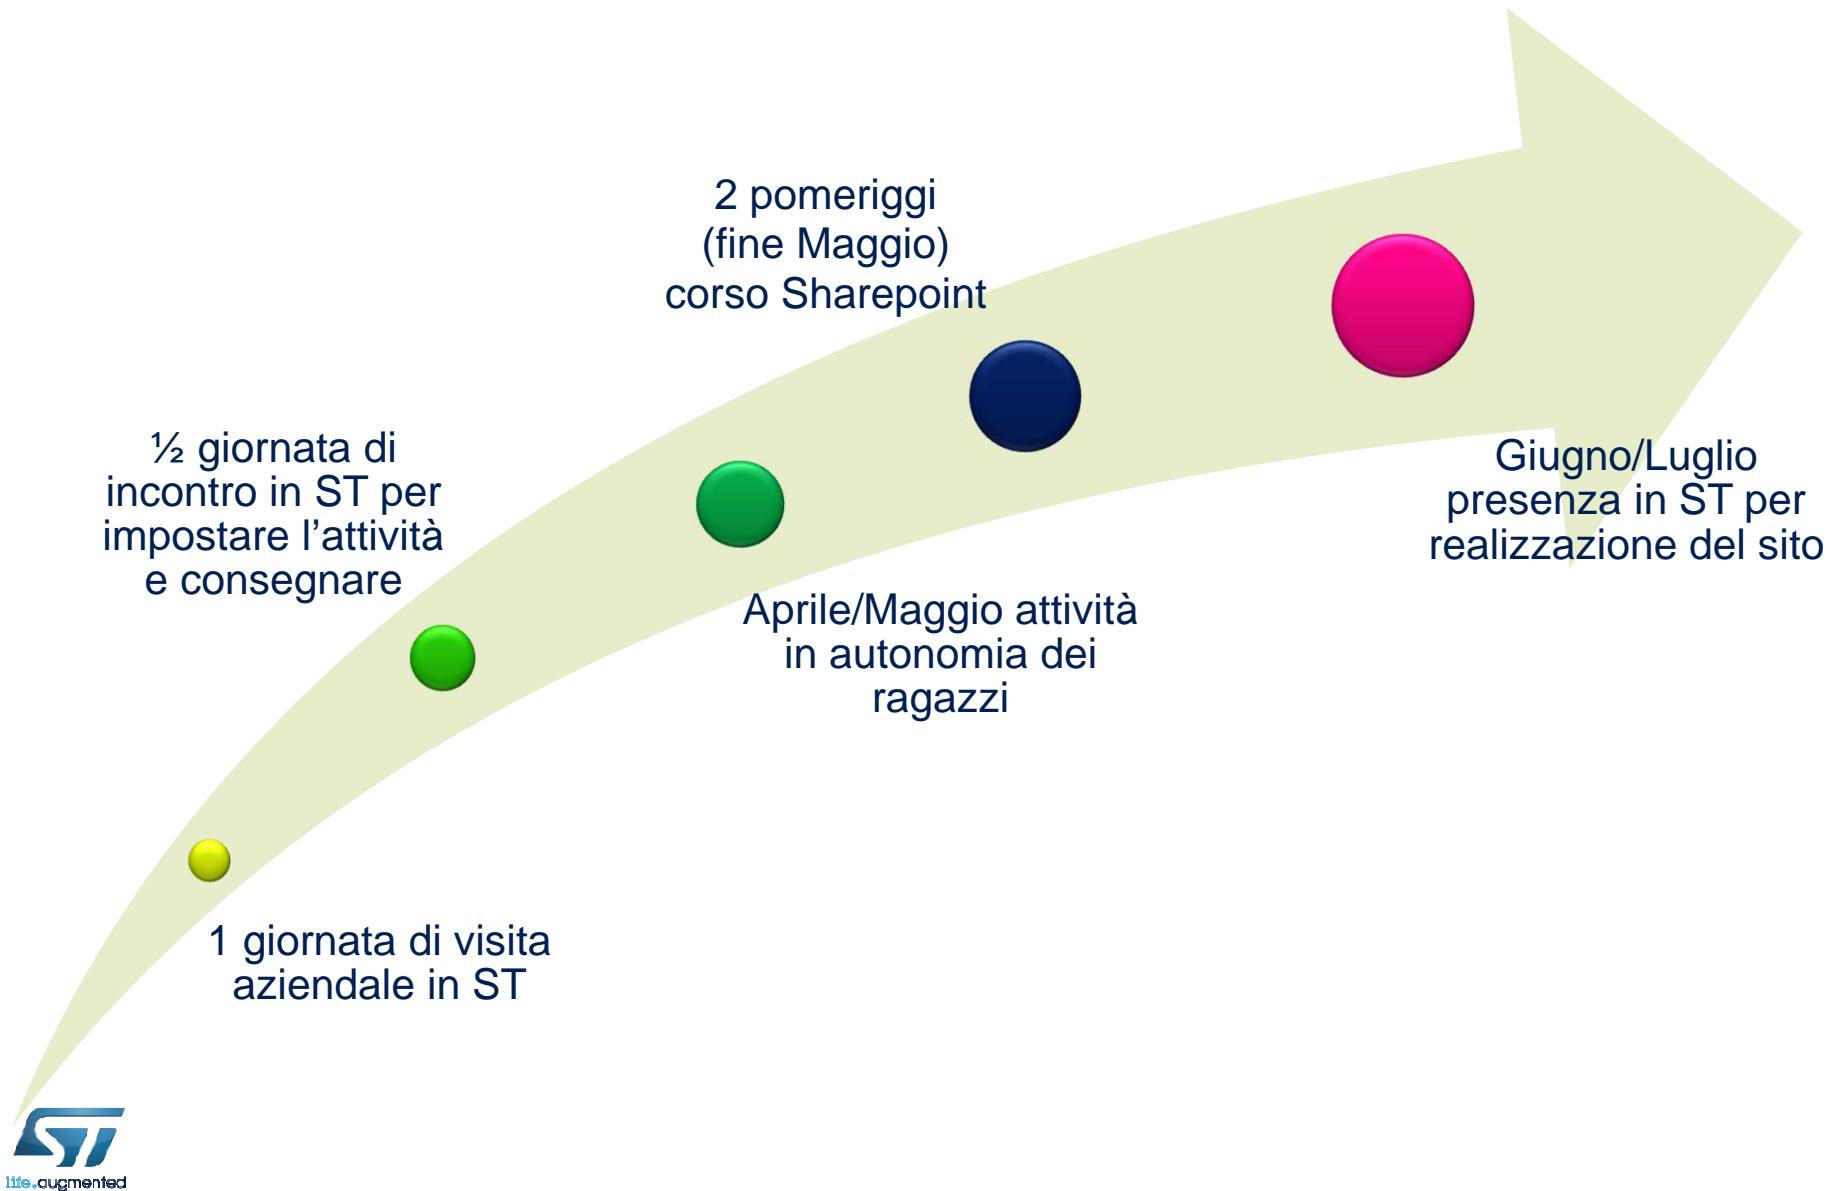 2 pomeriggi
(fine Maggio)
corso Sharepoint
½ giornata di
incontro in ST per
impostare l’attività
e consegnare
Giugno/Luglio
presenza in ST per
realizzazione del sito
Aprile/Maggio attività
in autonomia dei
ragazzi
1 giornata di visita
aziendale in ST
ST
life.augmented